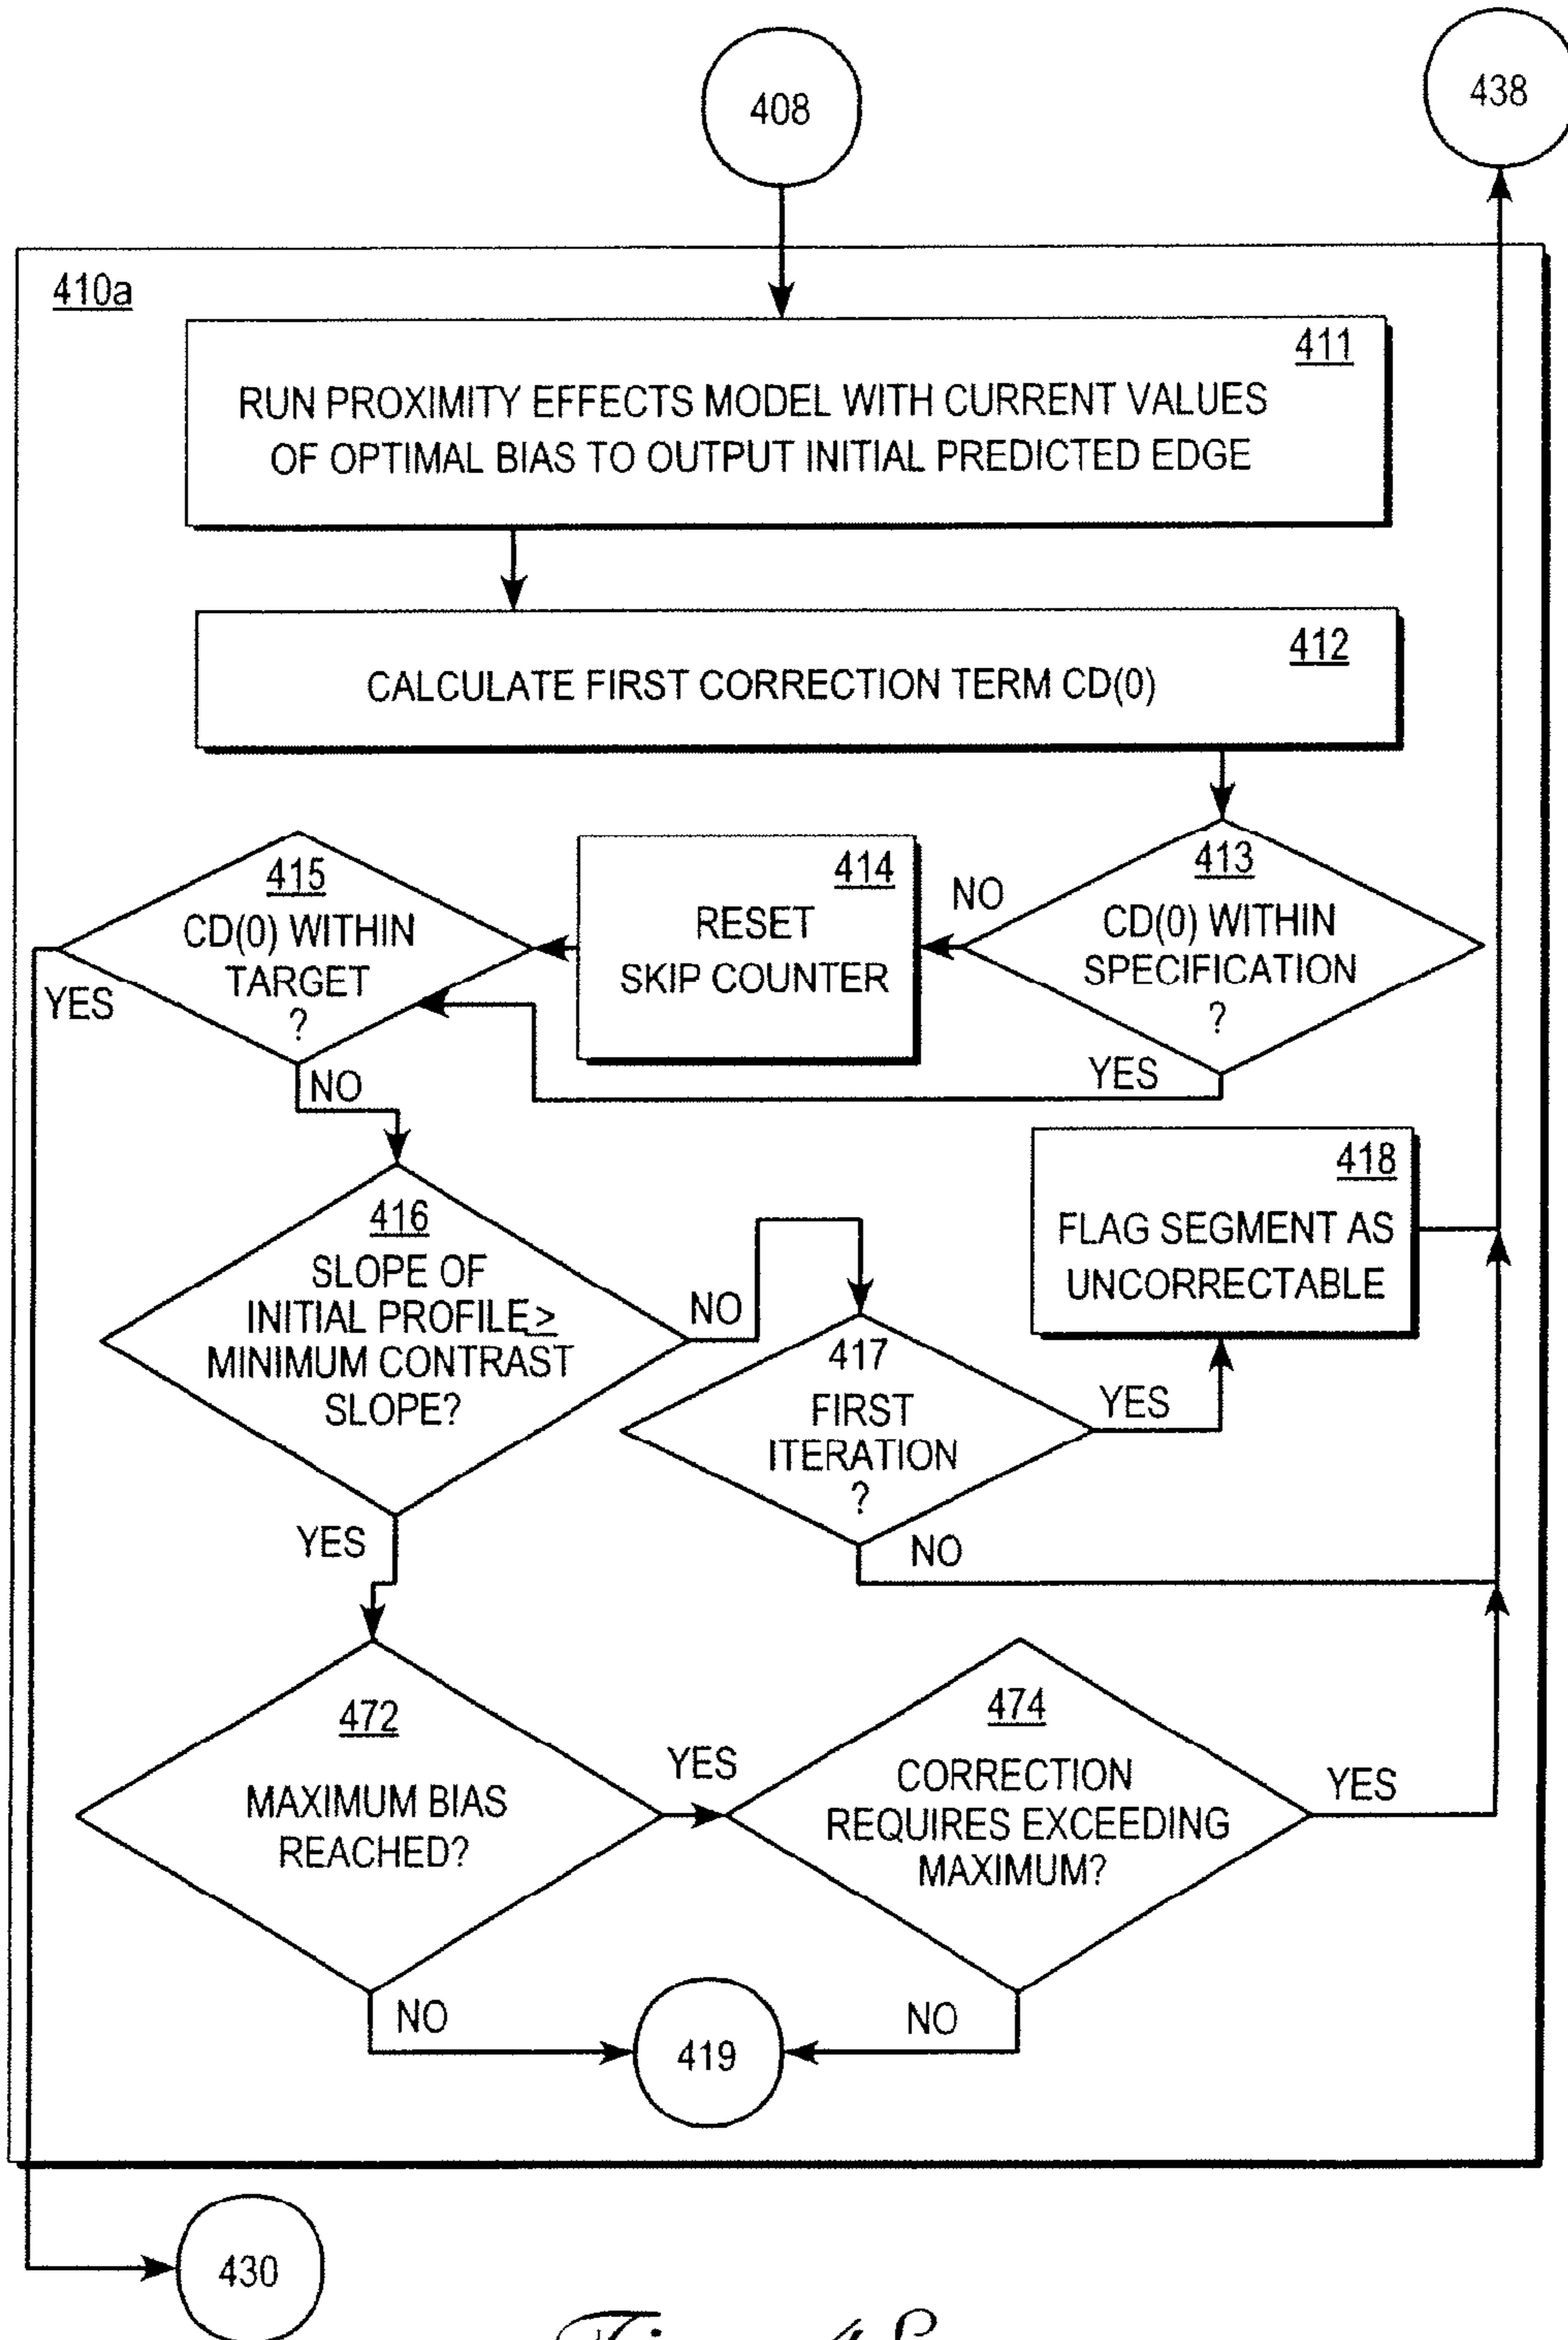 408
438
410a
411
RUN PROXIMITY EFFECTS MODEL WITH CURRENT VALUES
OF OPTIMAL BIAS TO OUTPUT INITIAL PREDICTED EDGE
412
CALCULATE FIRST CORRECTION TERM CD(0)
415
CD(0) WITHIN
TARGET
?
YES
NO
414
RESET
SKIP COUNTER
NO
413
CD(0) WITHIN
SPECIFICATION
?
YES
416
SLOPE OF
INITIAL PROFILE ≥
MINIMUM CONTRAST
SLOPE?
NO
YES
417
FIRST
ITERATION
?
YES
NO
418
FLAG SEGMENT AS
UNCORRECTABLE
472
MAXIMUM BIAS
REACHED?
YES
NO
474
CORRECTION
REQUIRES EXCEEDING
MAXIMUM?
YES
NO
419
430